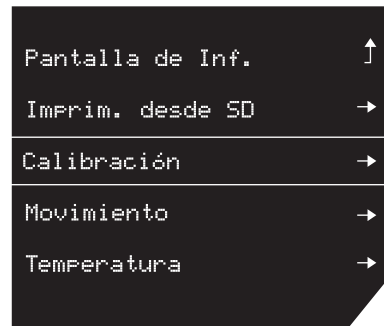 Pantalla de Inf.
Imprim. desde SD
Calibración
Movimiento
Temperatura